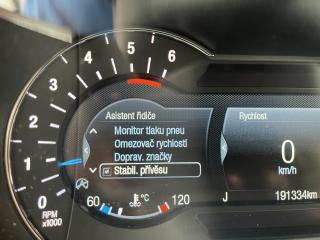 Asistent řidiče
Monitor tlaku pneu
Omezovač rychlosti
Doprav. značky
Stabil. přívěsu
Rychlost
0
km/h
191334km
J
0
1
2
3
4
5
6
RPM
x1000
60
°C
120